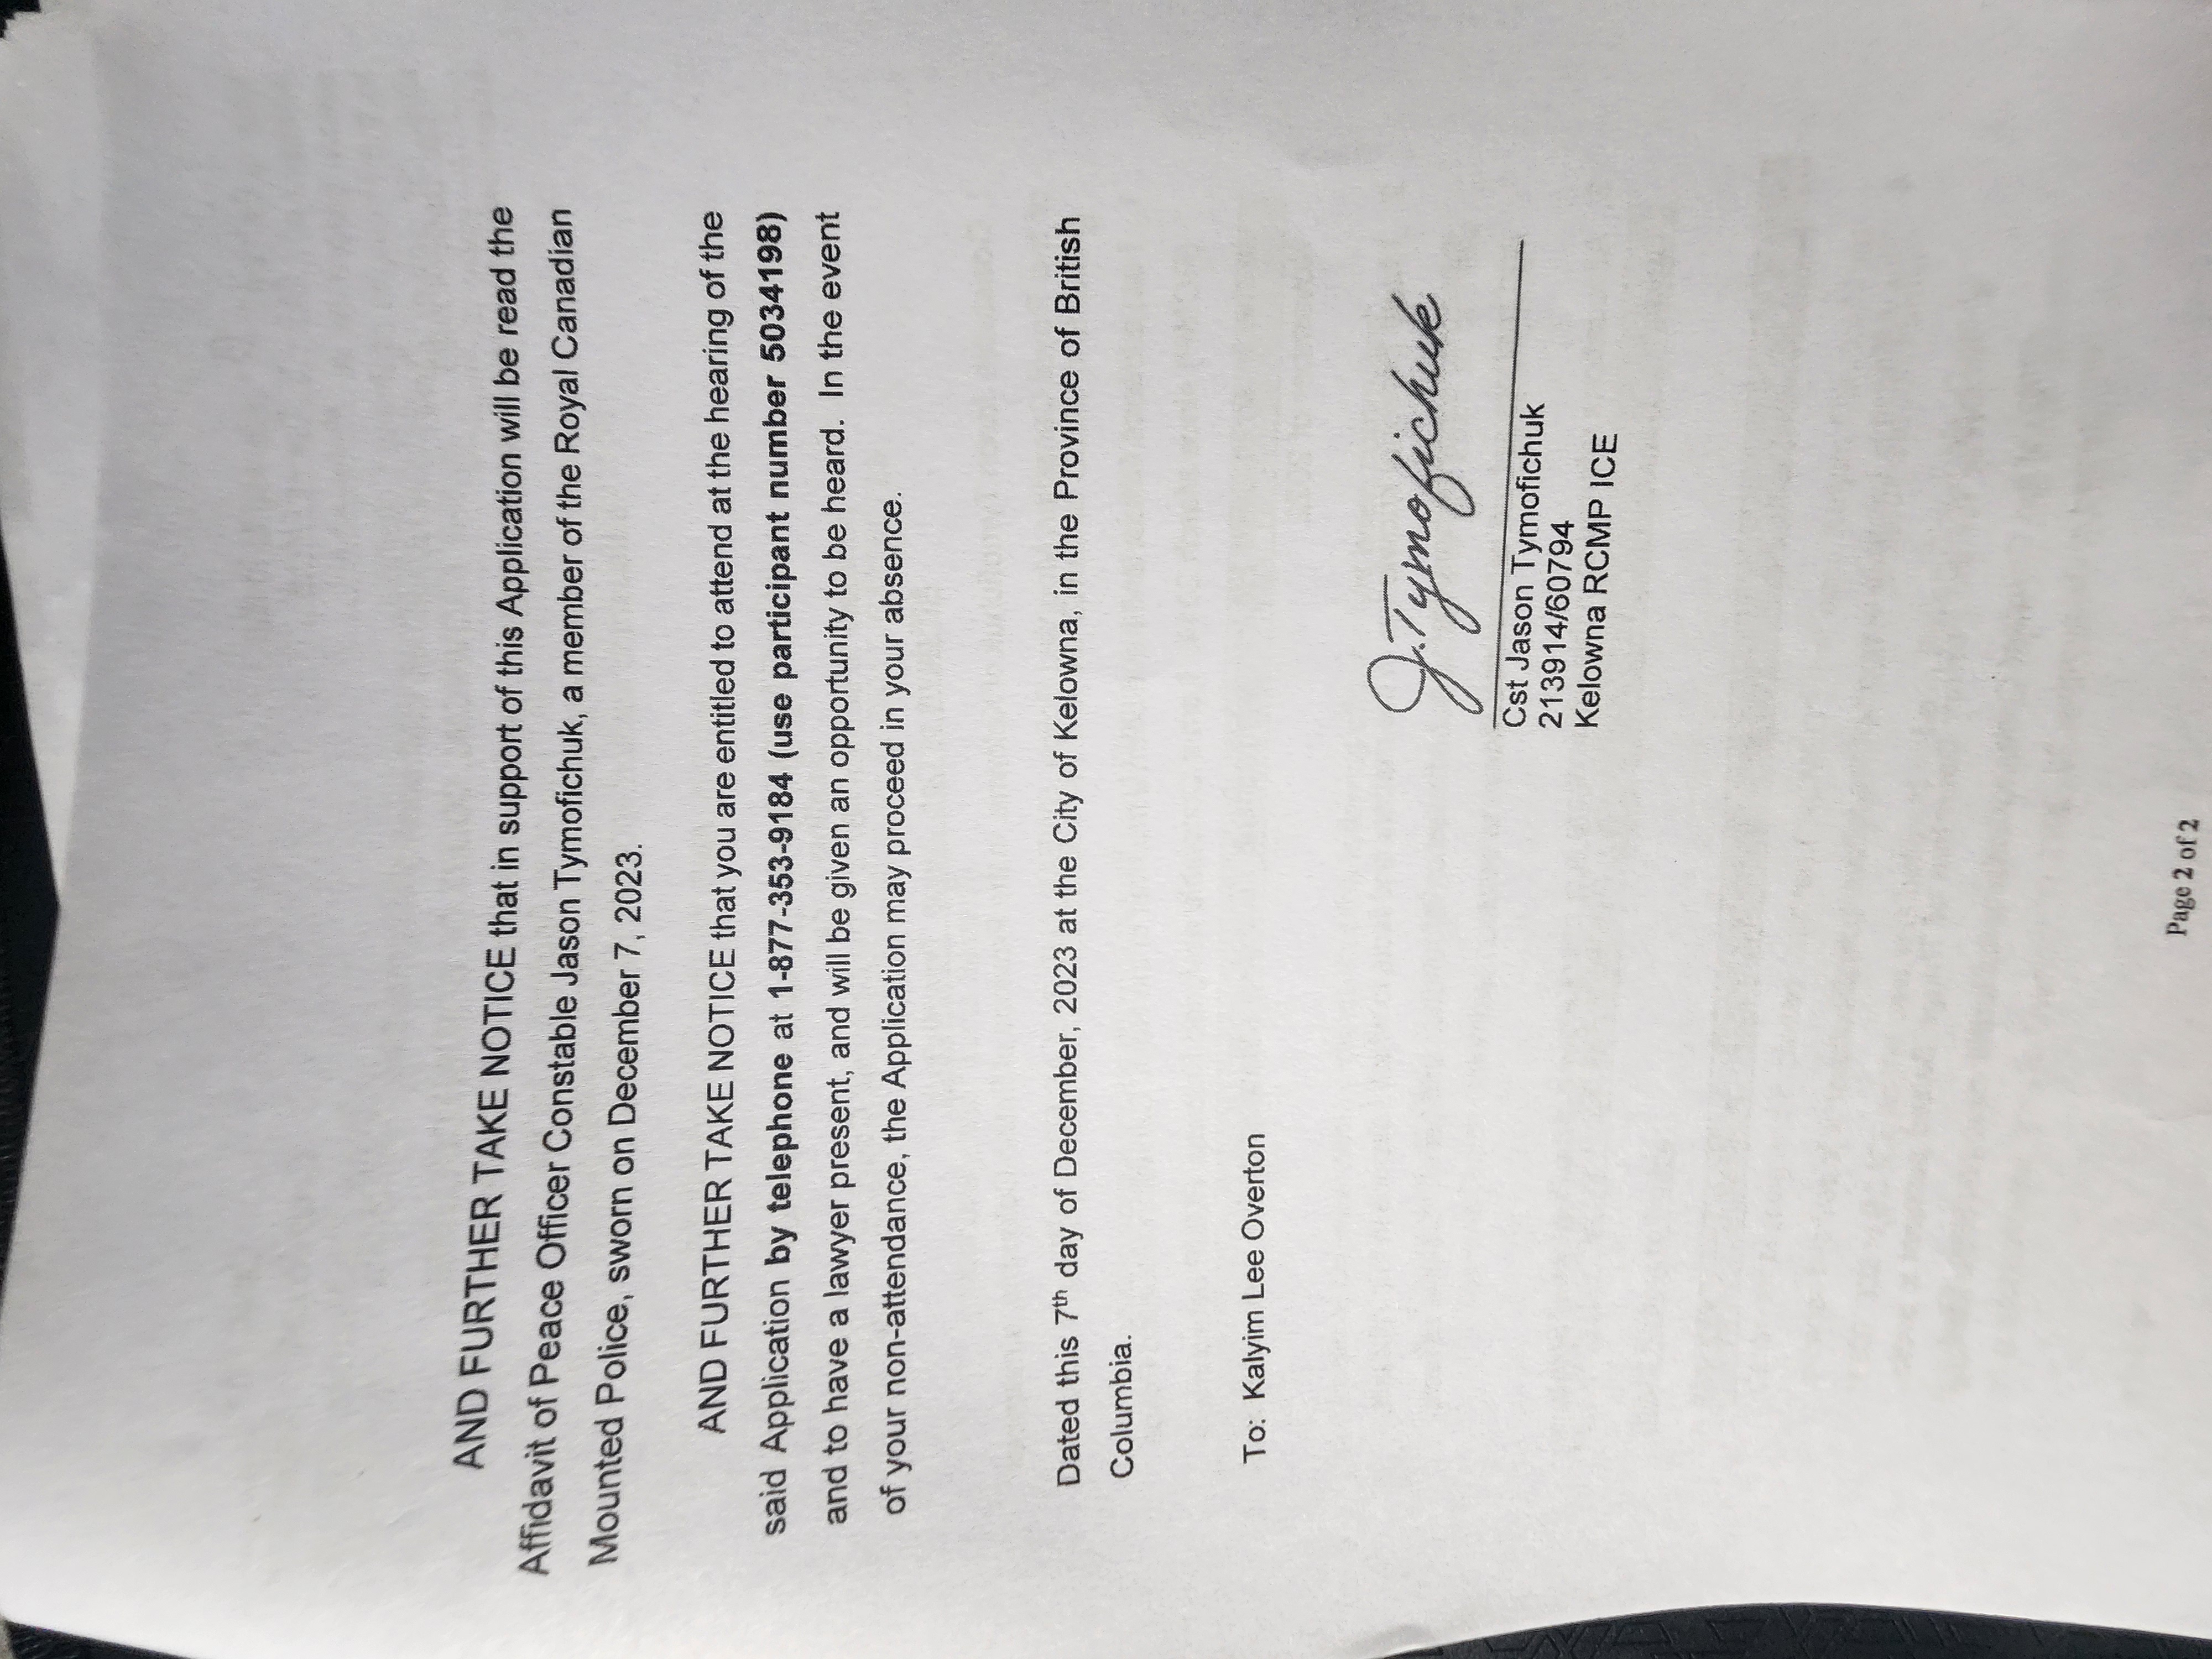 AND FURTHER TAKE NOTICE that in support of this Application will be read the
Affidavit of Peace Officer Constable Jason Tymofichuk, a member of the Royal Canadian
Mounted Police, sworn on December 7, 2023.
AND FURTHER TAKE NOTICE that you are entitled to attend at the hearing of the
said Application by telephone at 1-877-353-9184 (use participant number 5034198)
and to have a lawyer present, and will be given an opportunity to be heard. In the event
of your non-attendance, the Application may proceed in your absence.
Dated this 7th day of December, 2023 at the City of Kelowna, in the Province of British
Columbia.
To: Kalyim Lee Overton
J.Tymofichuk
Cst Jason Tymofichuk
213914/60794
Kelowna RCMP ICE
Page 2 of 2